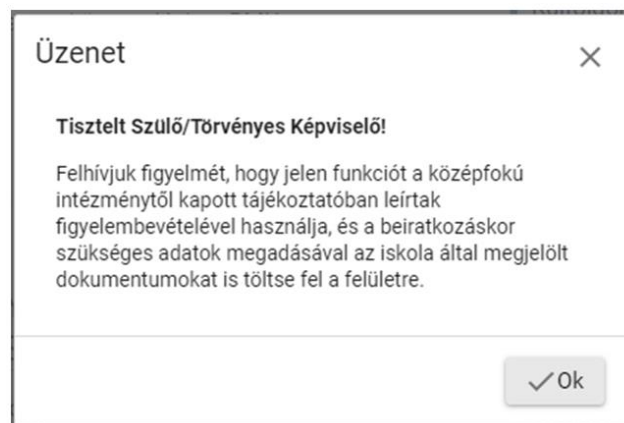 Üzenet
Tisztelt Szülő/Törvényes Képviselő!
Felhívjuk figyelmét, hogy jelen funkciót a középfokú
intézménytől kapott tájékoztatóban leírtak
figyelembevételével használja, és a beiratkozáskor
szükséges adatok megadásával az iskola által megjelölt
dokumentumokat is töltse fel a felületre.
Ok